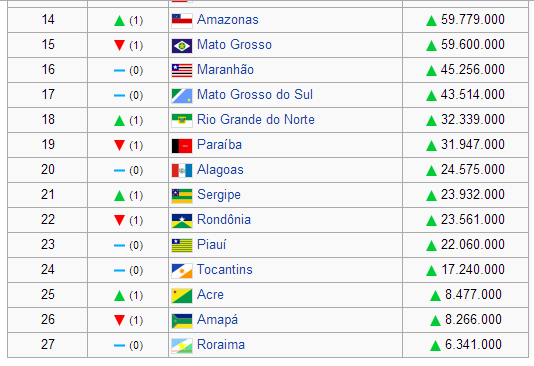 14 ▲ (1) Amazonas ▲ 59.779.000
15 ▼ (1) Mato Grosso ▲ 59.600.000
16 (0) Maranhão ▲ 45.256.000
17 (0) Mato Grosso do Sul ▲ 43.514.000
18 ▲ (1) Rio Grande do Norte ▲ 32.339.000
19 ▼ (1) Paraíba ▲ 31.947.000
20 (0) Alagoas ▲ 24.575.000
21 ▲ (1) Sergipe ▲ 23.932.000
22 ▼ (1) Rondônia ▲ 23.561.000
23 (0) Piauí ▲ 22.060.000
24 (0) Tocantins ▲ 17.240.000
25 ▲ (1) Acre ▲ 8.477.000
26 ▼ (1) Amapá ▲ 8.266.000
27 (0) Roraima ▲ 6.341.000